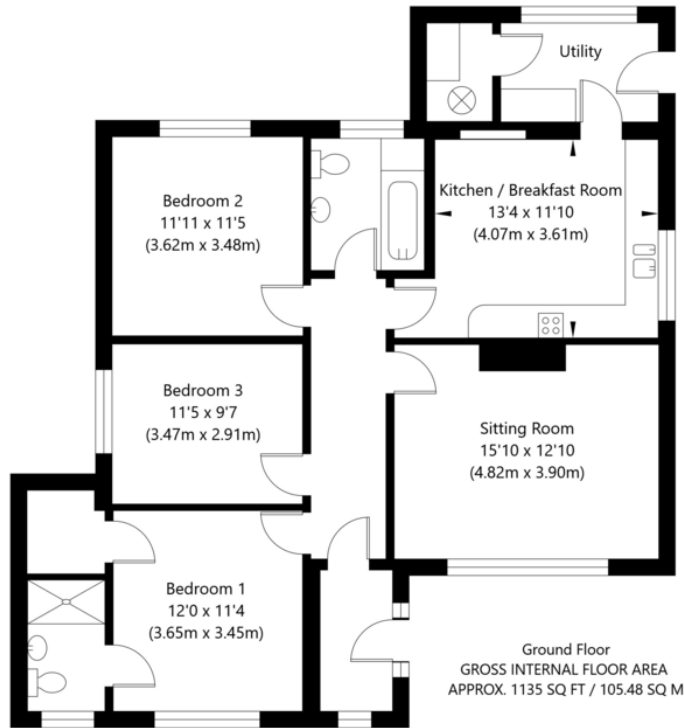 Utility
Kitchen / Breakfast Room
13'4 x 11'10
(4.07m x 3.61m)
Bedroom 2
11'11 x 11'5
(3.62m x 3.48m)
Bedroom 3
11'5 x 9'7
(3.47m x 2.91m)
Sitting Room
15'10 x 12'10
(4.82m x 3.90m)
Bedroom 1
12'0 x 11'4
(3.65m x 3.45m)
Ground Floor
GROSS INTERNAL FLOOR AREA
APPROX. 1135 SQ FT / 105.48 SQ M